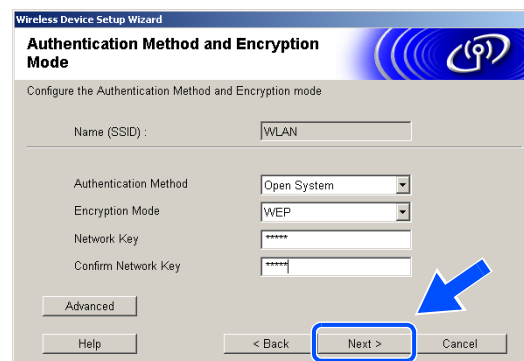 Wireless Device Setup Wizard
Authentication Method and Encryption
Mode
Configure the Authentication Method and Encryption mode
Name (SSID) : WLAN
Authentication Method Open System
Encryption Mode WEP
Network Key *****
Confirm Network Key *****
Advanced
Help < Back Next > Cancel